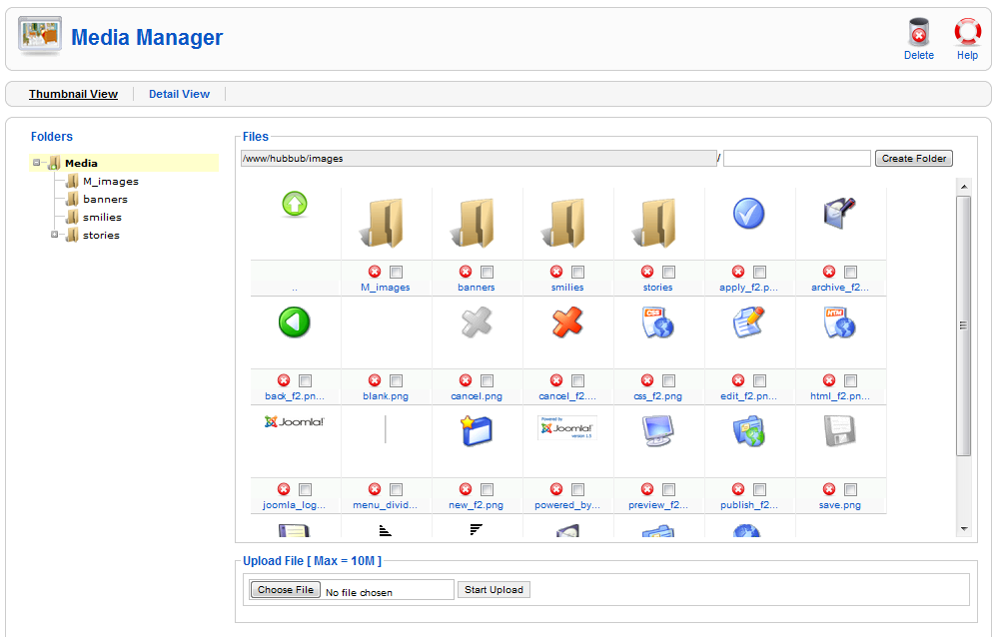 Media Manager
Delete
Help
Thumbnail View
Detail View
Folders
Media
M_images
banners
smilies
stories
Files
/www/hubbub/images
/
Create Folder
..
M_images
banners
smilies
stories
apply_f2.p...
archive_f2...
CSS
HTM
back_f2.pn...
blank.png
cancel.png
cancel_f2....
css_f2.png
edit_f2.pn...
html_f2.pn...
Joomla!
Powered by
Joomla!
version 1.5
joomla_log...
menu_divid...
new_f2.png
powered_by...
preview_f2...
publish_f2...
save.png
Upload File [ Max = 10M ]
Choose File
No file chosen
Start Upload